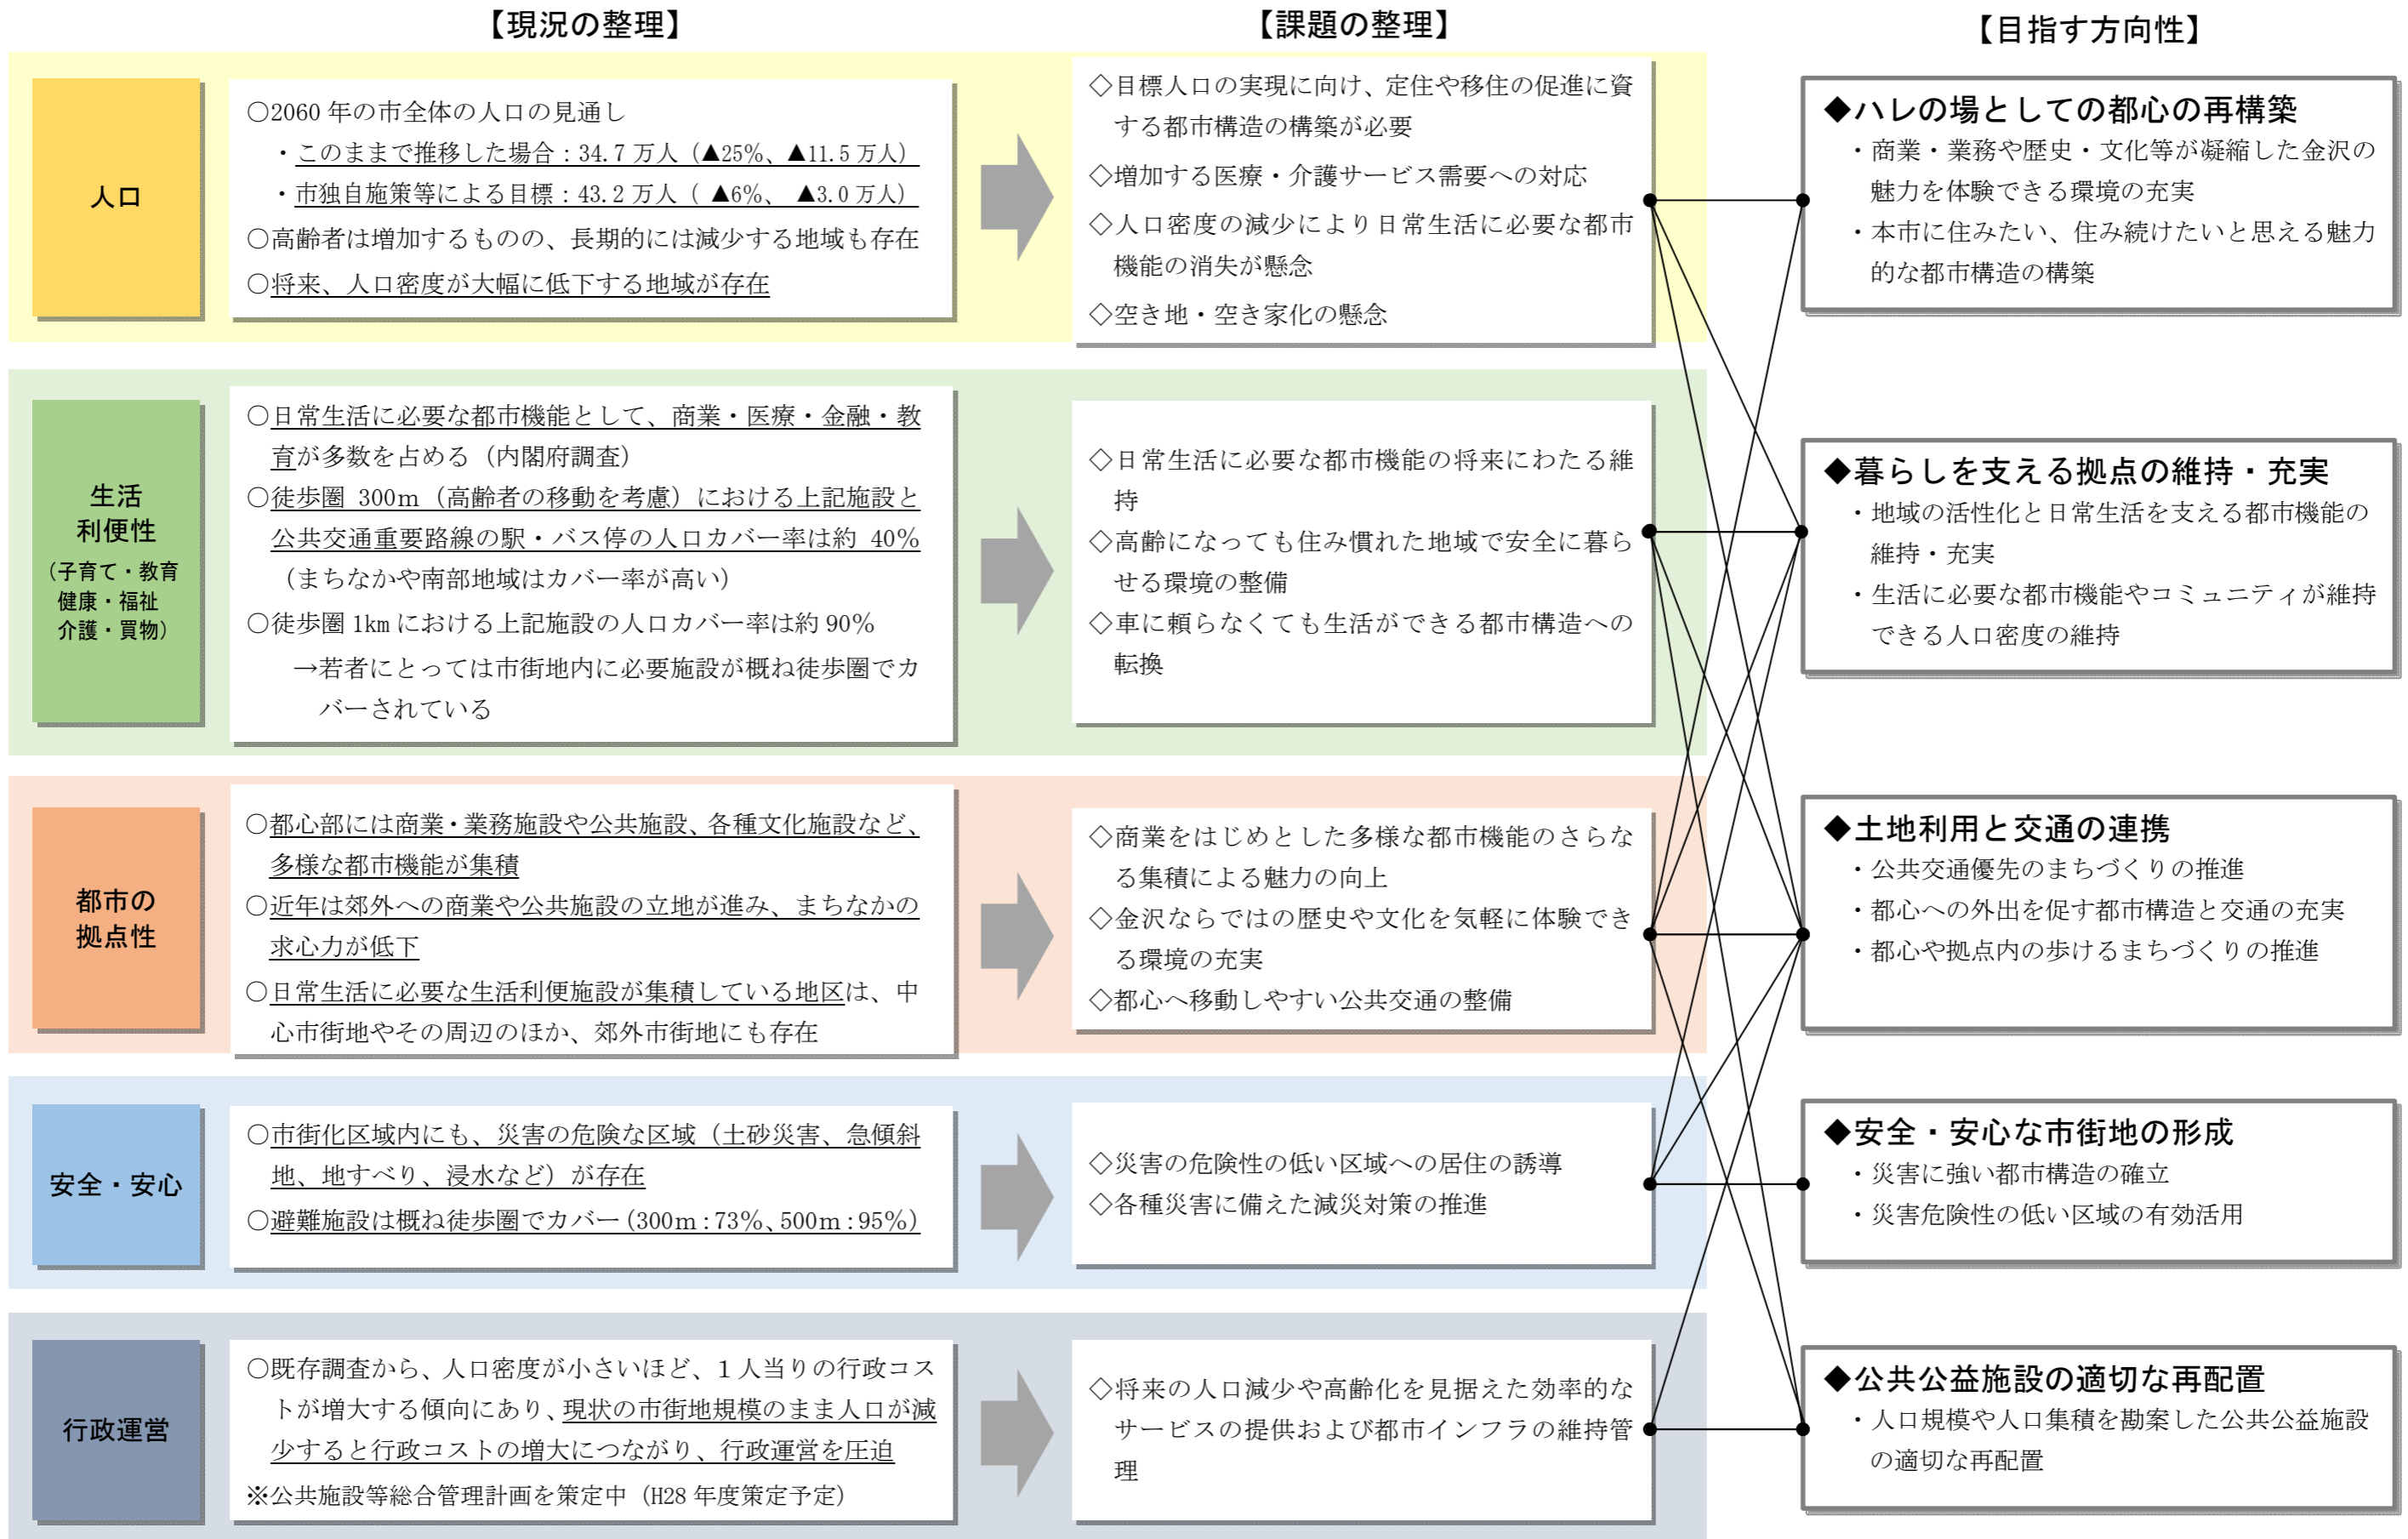 【現況の整理】
【課題の整理】
【目指す方向性】
人口
○2060 年の市全体の人口の見通し
・このままで推移した場合：34.7 万人（▲25％、▲11.5 万人）
・市独自施策等による目標：43.2 万人（ ▲6％、 ▲3.0 万人）
○高齢者は増加するものの、長期的には減少する地域も存在
○将来、人口密度が大幅に低下する地域が存在
◇目標人口の実現に向け、定住や移住の促進に資
する都市構造の構築が必要
◇増加する医療・介護サービス需要への対応
◇人口密度の減少により日常生活に必要な都市
機能の消失が懸念
◇空き地・空き家化の懸念
生活
利便性
（子育て・教育
健康・福祉
介護・買物）
○日常生活に必要な都市機能として、商業・医療・金融・教
育が多数を占める（内閣府調査）
○徒歩圏 300ｍ（高齢者の移動を考慮）における上記施設と
公共交通重要路線の駅・バス停の人口カバー率は約 40％
（まちなかや南部地域はカバー率が高い）
○徒歩圏 1km における上記施設の人口カバー率は約 90％
→若者にとっては市街地内に必要施設が概ね徒歩圏でカ
バーされている
◇日常生活に必要な都市機能の将来にわたる維
持
◇高齢になっても住み慣れた地域で安全に暮ら
せる環境の整備
◇車に頼らなくても生活ができる都市構造への
転換
都市の
拠点性
○都心部には商業・業務施設や公共施設、各種文化施設など、
多様な都市機能が集積
○近年は郊外への商業や公共施設の立地が進み、まちなかの
求心力が低下
○日常生活に必要な生活利便施設が集積している地区は、中
心市街地やその周辺のほか、郊外市街地にも存在
◇商業をはじめとした多様な都市機能のさらな
る集積による魅力の向上
◇金沢ならではの歴史や文化を気軽に体験でき
る環境の充実
◇都心へ移動しやすい公共交通の整備
安全・安心
○市街化区域内にも、災害の危険な区域（土砂災害、急傾斜
地、地すべり、浸水など）が存在
○避難施設は概ね徒歩圏でカバー（300ｍ：73％、500ｍ：95％）
◇災害の危険性の低い区域への居住の誘導
◇各種災害に備えた減災対策の推進
行政運営
○既存調査から、人口密度が小さいほど、１人当りの行政コス
トが増大する傾向にあり、現状の市街地規模のまま人口が減
少すると行政コストの増大につながり、行政運営を圧迫
※公共施設等総合管理計画を策定中（H28 年度策定予定）
◇将来の人口減少や高齢化を見据えた効率的な
サービスの提供および都市インフラの維持管
理
◆ハレの場としての都心の再構築
・商業・業務や歴史・文化等が凝縮した金沢の
魅力を体験できる環境の充実
・本市に住みたい、住み続けたいと思える魅力
的な都市構造の構築
◆暮らしを支える拠点の維持・充実
・地域の活性化と日常生活を支える都市機能の
維持・充実
・生活に必要な都市機能やコミュニティが維持
できる人口密度の維持
◆土地利用と交通の連携
・公共交通優先のまちづくりの推進
・都心への外出を促す都市構造と交通の充実
・都心や拠点内の歩けるまちづくりの推進
◆安全・安心な市街地の形成
・災害に強い都市構造の確立
・災害危険性の低い区域の有効活用
◆公共公益施設の適切な再配置
・人口規模や人口集積を勘案した公共公益施設
の適切な再配置